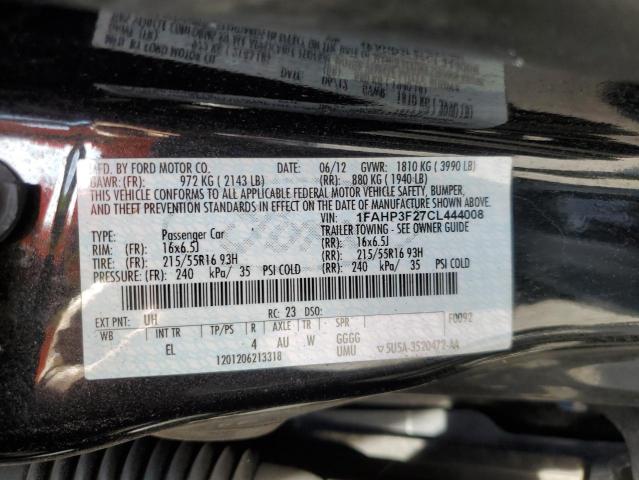 MFD. BY FORD MOTOR CO. DATE: 06/12 GVWR: 1810 KG ( 3990 LB)
GAWR: (FR) 972 KG ( 2143 LB) (RR): 880 KG ( 1940-LB)
THIS VEHICLE CONFORMS TO ALL APPLICABLE FEDERAL MOTOR VEHICLE SAFETY, BUMPER,
AND THEFT PREVENTION STANDARDS IN EFFECT ON THE DATE OF MANUFACTURE SHOWN ABOVE
VIN: 1FAHP3F27CL444008
TYPE: Passenger Car TRAILER TOWING - SEE OWNER GUIDE
RIM: (FR): 16x6.5J (RR): 16x6.5J
TIRE: (FR): 215/55R16 93H (RR): 215/55R16 93H
PRESSURE: (FR): 240 kPa/ 35 PSI COLD (RR): 240 kPa/ 35 PSI COLD
RC: 23 DSO:
EXT PNT: UH F0092
WB INT TR TP/PS R AXLE TR SPR
EL 4 AU W GGGG
UMU
1201206213318
5U5A-3520472-AA